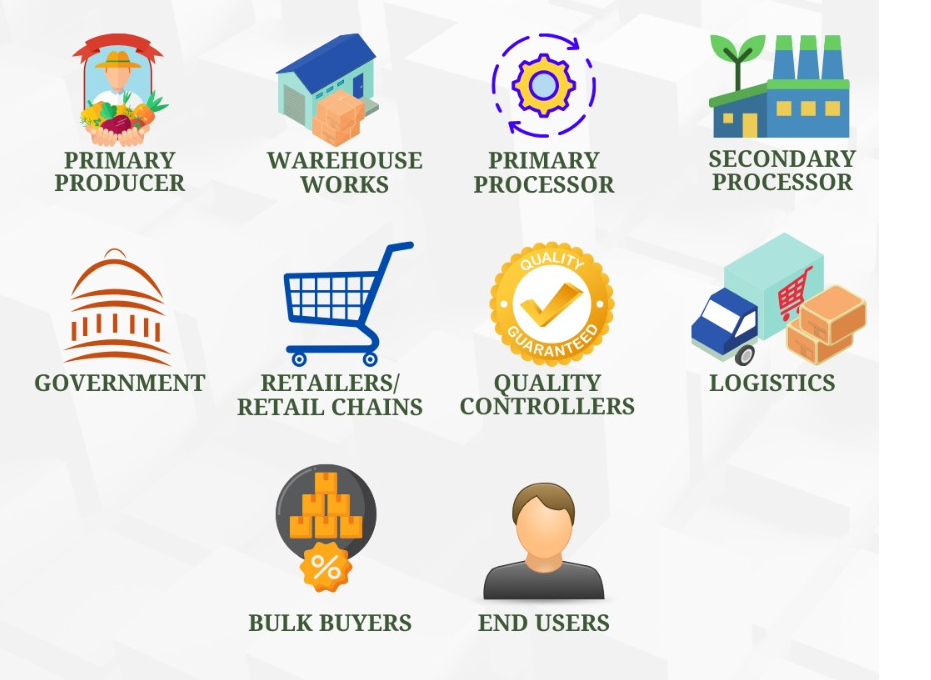 PRIMARY
PRODUCER
WAREHOUSE
WORKS
PRIMARY
PROCESSOR
SECONDARY
PROCESSOR
GOVERNMENT
RETAILERS/
RETAIL CHAINS
QUALITY
GUARANTEED
QUALITY
CONTROLLERS
LOGISTICS
%
BULK BUYERS
END USERS